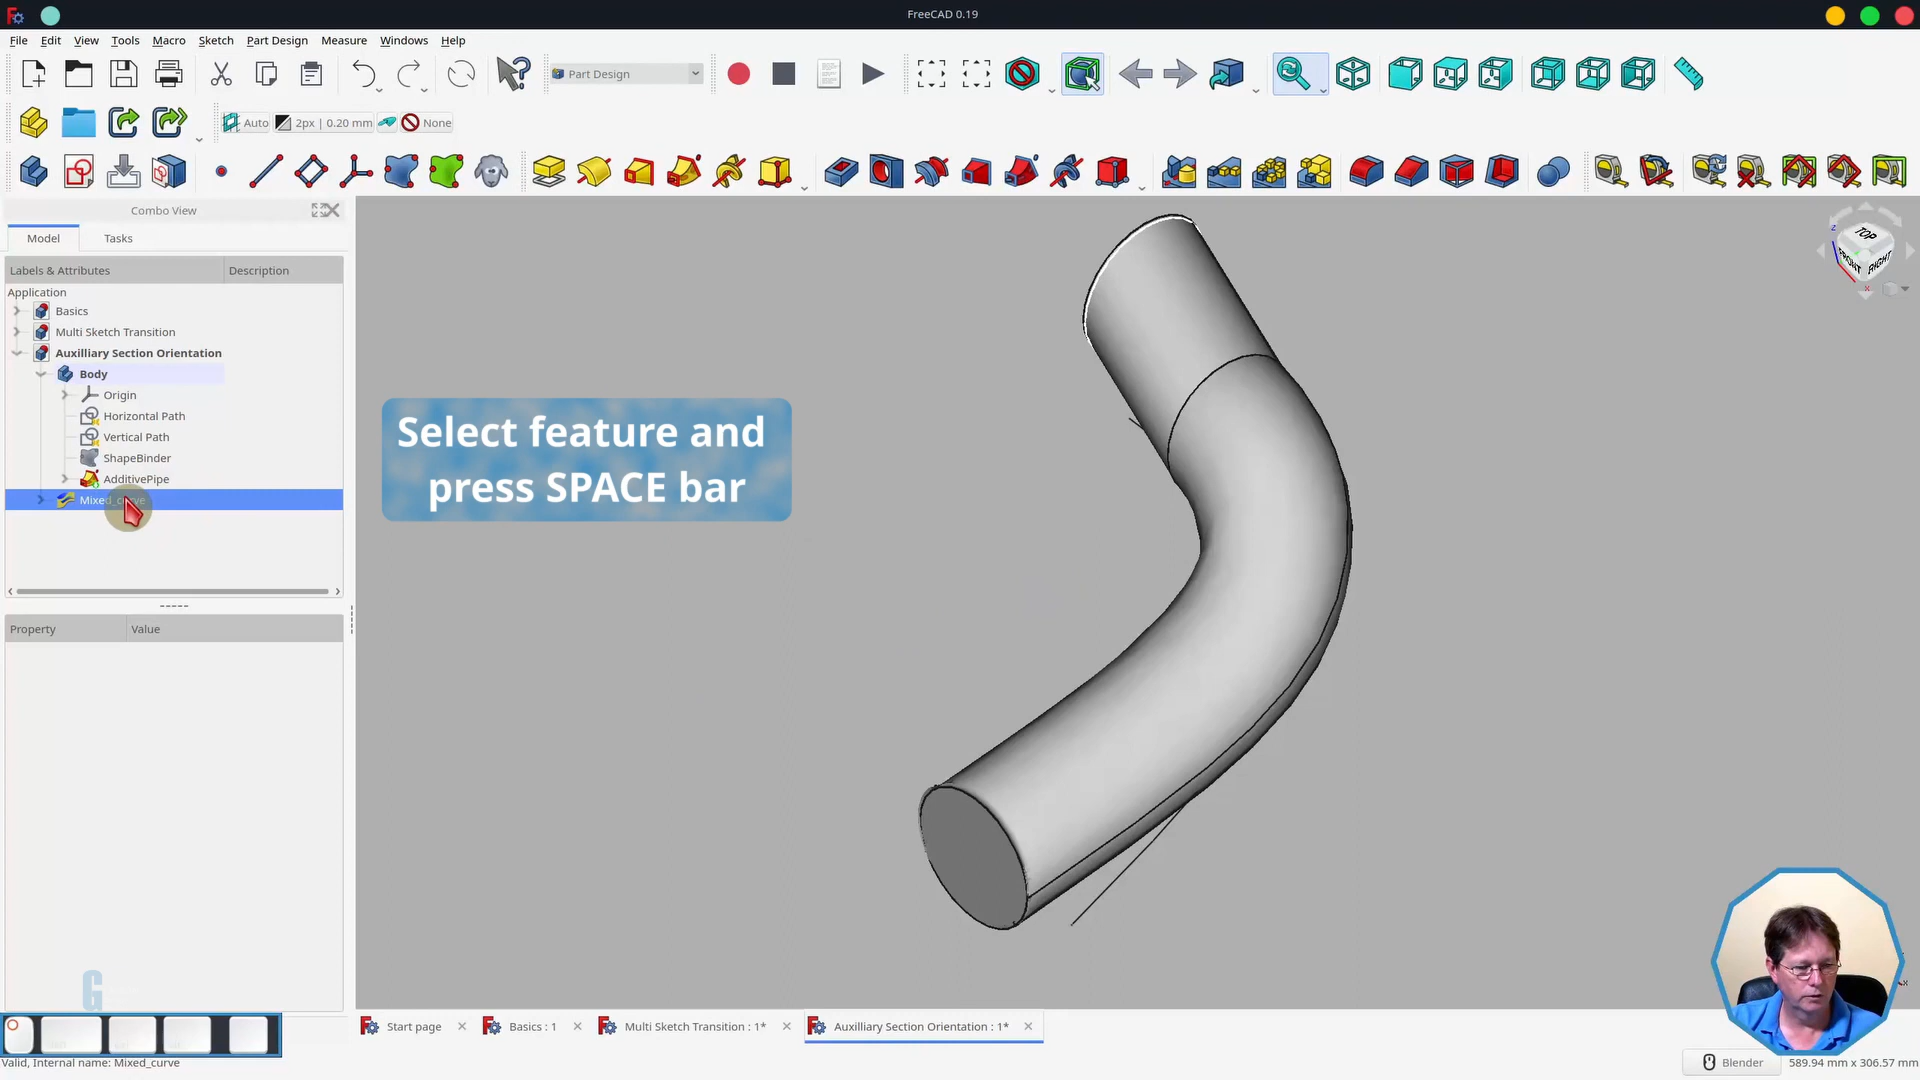 FreeCAD 0.19
File Edit View Tools Macro Sketch Part Design Measure Windows Help
Part Design
Auto 2px | 0.20 mm None
Combo View
Model Tasks
Labels & Attributes Description
Application
Basics
Multi Sketch Transition
Auxilliary Section Orientation
Body
Origin
Horizontal Path
Vertical Path
ShapeBinder
AdditivePipe
Mixed_curve
Select feature and
press SPACE bar
TOP
FRONT
RIGHT
Property Value
G
Start page Basics : 1 Multi Sketch Transition : 1* Auxilliary Section Orientation : 1*
Valid, Internal name: Mixed_curve
Blender 589.94 mm x 306.57 mm